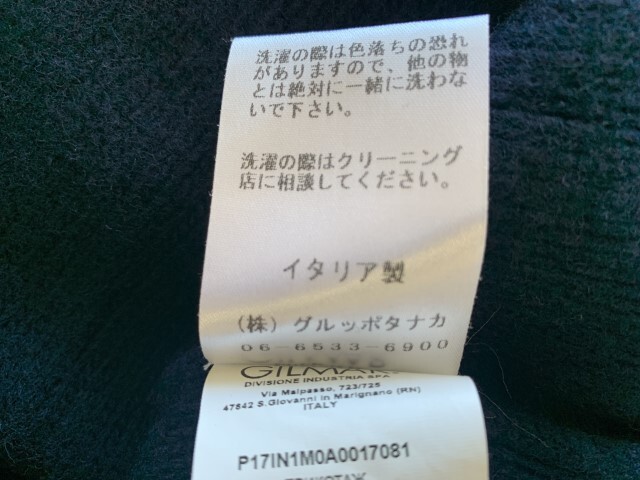 洗濯の際は色落ちの恐れ
がありますので、他の物
とは絶対に一緒に洗わな
いで下さい。
洗濯の際はクリーニング
店に相談してください。
イタリア製
(株) グルッポタナカ
06-6533-6900
GILMAR
DIVISIONE INDUSTRIA SPA
Via Malpasso, 723/725
47842 S.Giovanni in Marignano (RN)
ITALY
P17IN1M0A0017081